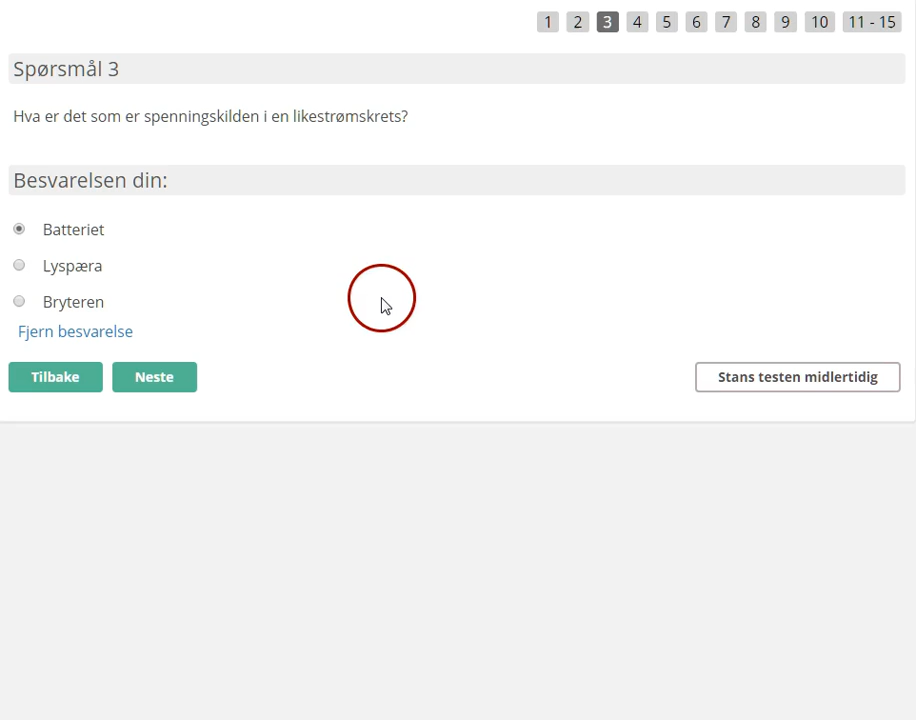 1 2 3 4 5 6 7 8 9 10 11 - 15
Spørsmål 3
Hva er det som er spenningskilden i en likestrømskrets?
Besvarelsen din:
Batteriet
Lyspæra
Bryteren
Fjern besvarelse
Tilbake Neste Stans testen midlertidig